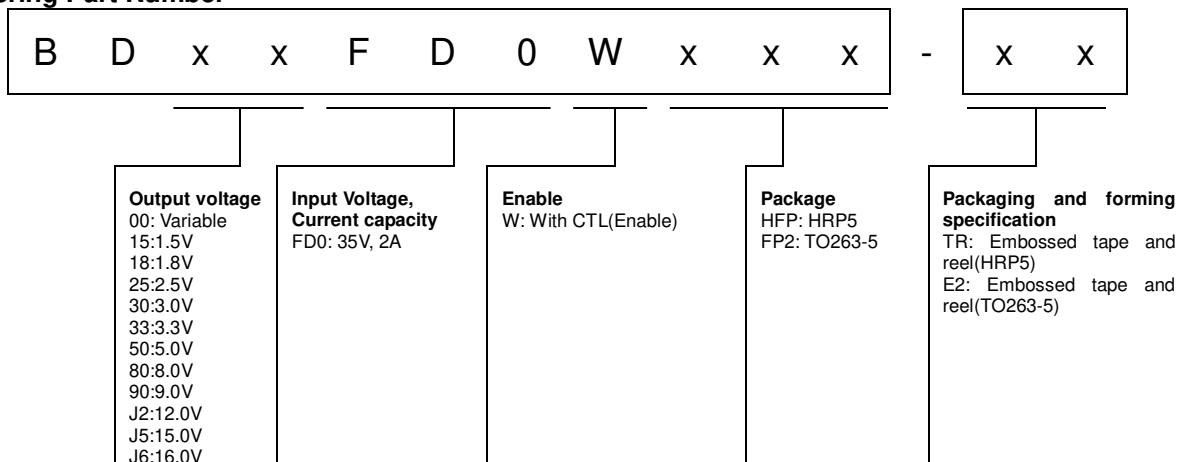 ering Part Number
B D x x F D 0 W x x x - x x
Output voltage
00: Variable
15:1.5V
18:1.8V
25:2.5V
30:3.0V
33:3.3V
50:5.0V
80:8.0V
90:9.0V
J2:12.0V
J5:15.0V
J6:16.0V
Input Voltage,
Current capacity
FD0: 35V, 2A
Enable
W: With CTL(Enable)
Package
HFP: HRP5
FP2: TO263-5
Packaging and forming
specification
TR: Embossed tape and
reel(HRP5)
E2: Embossed tape and
reel(TO263-5)